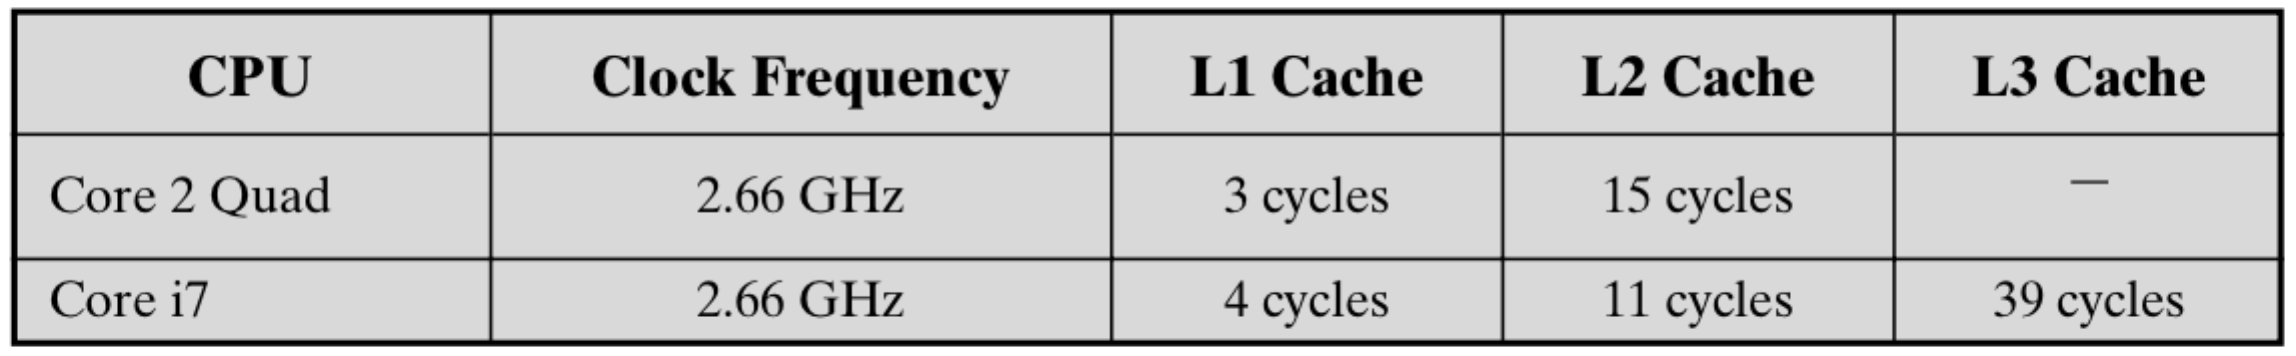 CPU Clock Frequency L1 Cache L2 Cache L3 Cache
Core 2 Quad 2.66 GHz 3 cycles 15 cycles —
Core i7 2.66 GHz 4 cycles 11 cycles 39 cycles